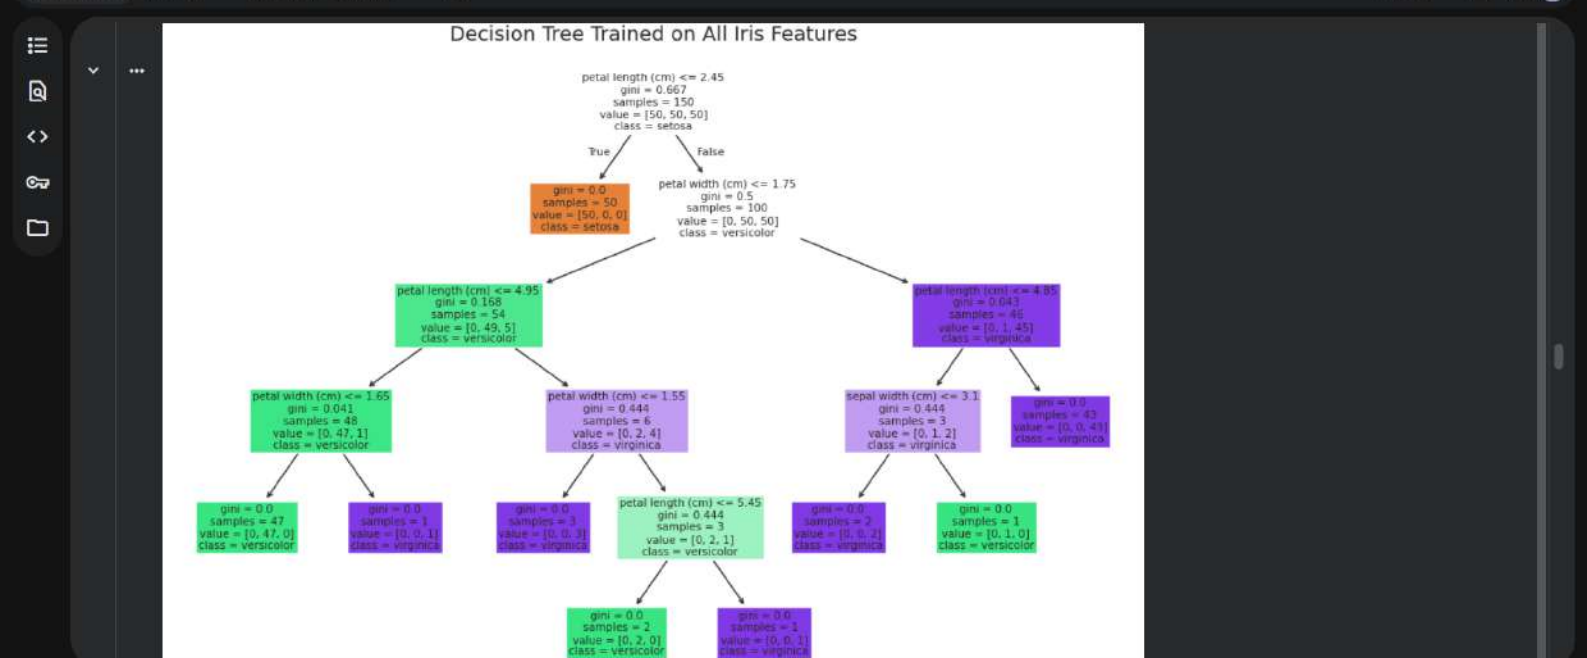 Decision Tree Trained on All Iris Features
petal length (cm) <= 2.45
gini = 0.667
samples = 150
value = [50, 50, 50]
class = setosa
True
False
gini = 0.0
samples = 50
value = [50, 0, 0]
class = setosa
petal width (cm) <= 1.75
gini = 0.5
samples = 100
value = [0, 50, 50]
class = versicolor
petal length (cm) <= 4.95
gini = 0.168
samples = 54
value = [0, 49, 5]
class = versicolor
petal length (cm) <= 4.85
gini = 0.043
samples = 46
value = [0, 1, 45]
class = virginica
petal width (cm) <= 1.65
gini = 0.041
samples = 48
value = [0, 47, 1]
class = versicolor
petal width (cm) <= 1.55
gini = 0.444
samples = 6
value = [0, 2, 4]
class = virginica
sepal width (cm) <= 3.1
gini = 0.444
samples = 3
value = [0, 1, 2]
class = virginica
gini = 0.0
samples = 43
value = [0, 0, 43]
class = virginica
gini = 0.0
samples = 47
value = [0, 47, 0]
class = versicolor
gini = 0.0
samples = 1
value = [0, 0, 1]
class = virginica
gini = 0.0
samples = 3
value = [0, 0, 3]
class = virginica
petal length (cm) <= 5.45
gini = 0.444
samples = 3
value = [0, 2, 1]
class = versicolor
gini = 0.0
samples = 2
value = [0, 0, 2]
class = virginica
gini = 0.0
samples = 1
value = [0, 1, 0]
class = versicolor
gini = 0.0
samples = 2
value = [0, 2, 0]
class = versicolor
gini = 0.0
samples = 1
value = [0, 0, 1]
class = virginica